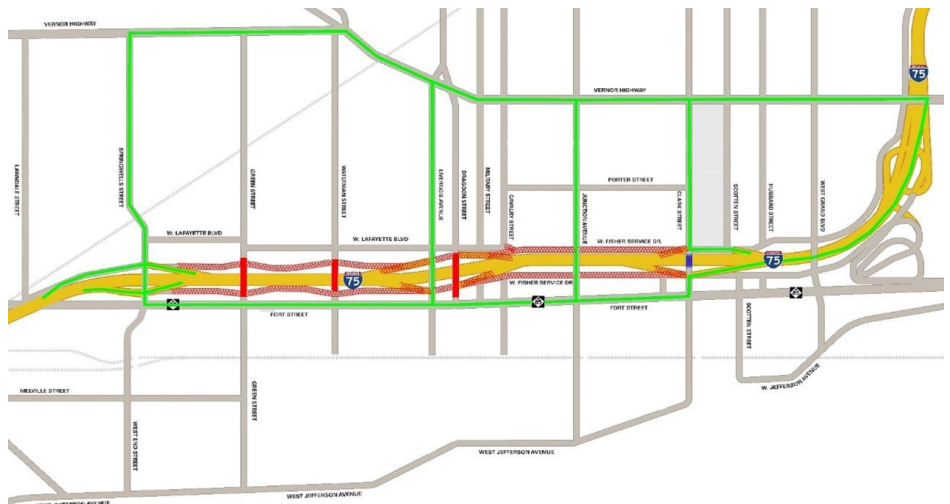 VERNOR HIGHWAY
75
VERNOR HIGHWAY
LAWNDALE STREET
SPRINGWELLS STREET
GREEN STREET
WATERMAN STREET
LIVERNOIS AVENUE
DRAGOON STREET
MILITARY STREET
CAVALRY STREET
JUNCTION AVENUE
PORTER STREET
CLARK STREET
SCOTTEN STREET
HUBBARD STREET
WEST GRAND BLVD
W. LAFAYETTE BLVD
W. LAFAYETTE BLVD
W. FISHER SERVICE DR.
75
75
W. FISHER SERVICE DR.
FORT STREET
FORT STREET
SCOTTEN STREET
W. JEFFERSON AVENUE
MELVILLE STREET
GREEN STREET
WEST END STREET
WEST JEFFERSON AVENUE
WEST JEFFERSON AVENUE
JEFFERSON AVENUE